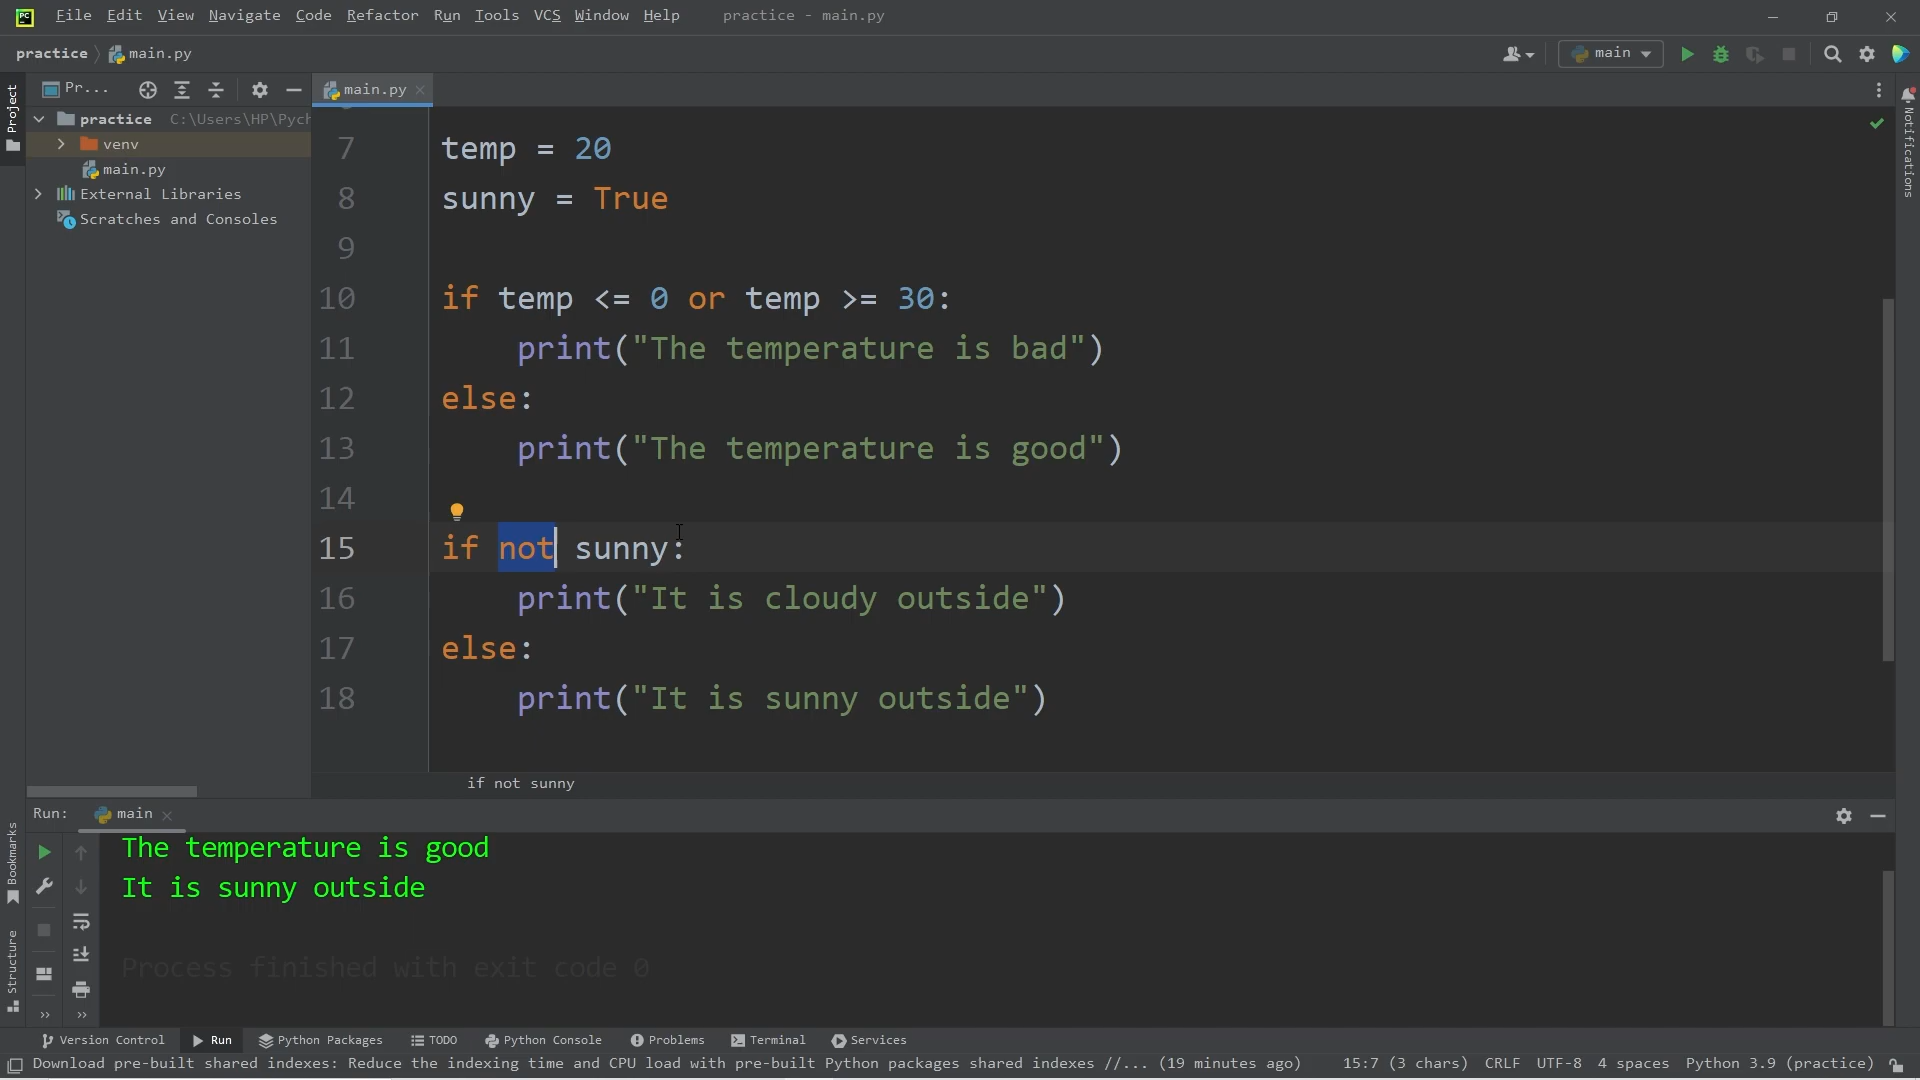 PC File Edit View Navigate Code Refactor Run Tools VCS Window Help practice - main.py
practice main.py main
Project Pr... main.py
practice C:\Users\HP\Pych
venv
main.py
External Libraries
Scratches and Consoles
7 temp = 20
8 sunny = True
9
10 if temp <= 0 or temp >= 30:
11 print("The temperature is bad")
12 else:
13 print("The temperature is good")
14
15 if not sunny:
16 print("It is cloudy outside")
17 else:
18 print("It is sunny outside")
if not sunny
Notifications
Run: main
The temperature is good
It is sunny outside
Process finished with exit code 0
Bookmarks
Structure
Version Control Run Python Packages TODO Python Console Problems Terminal Services
Download pre-built shared indexes: Reduce the indexing time and CPU load with pre-built Python packages shared indexes //... (19 minutes ago) 15:7 (3 chars) CRLF UTF-8 4 spaces Python 3.9 (practice)